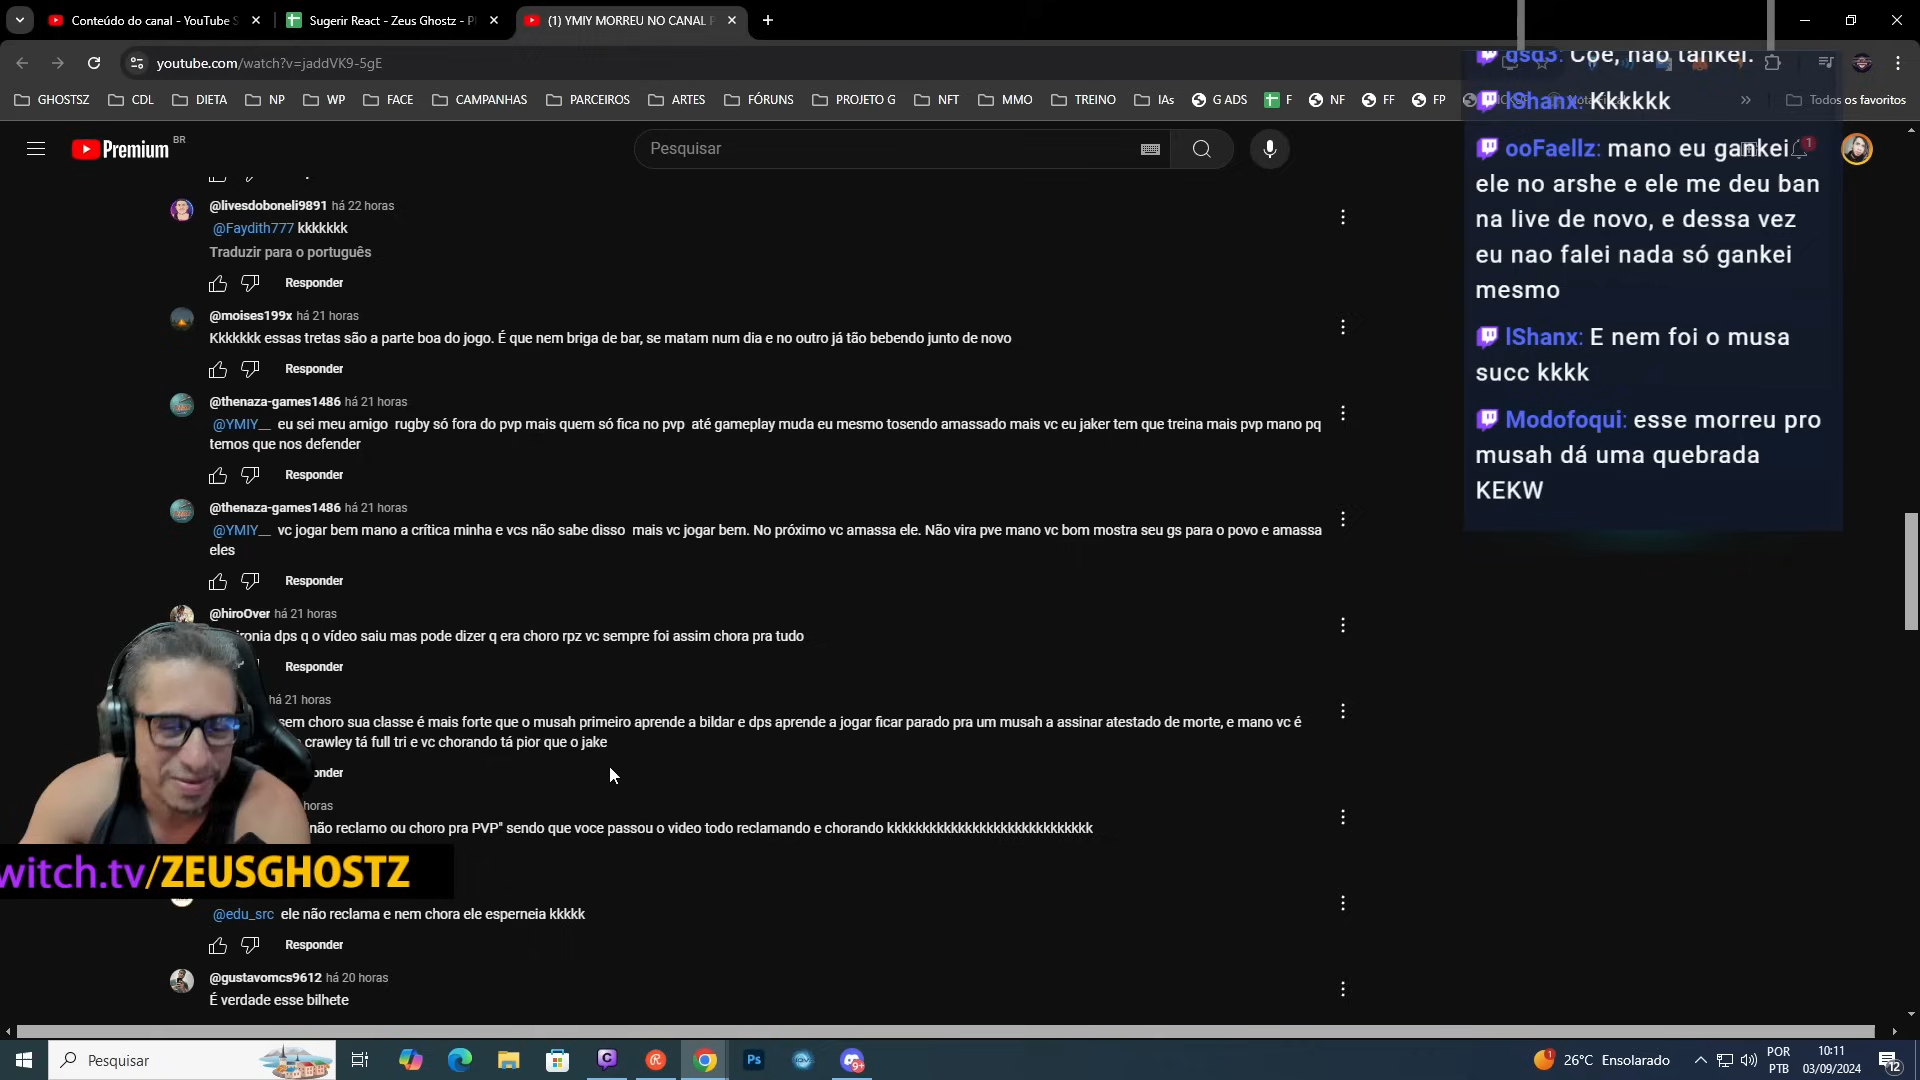 Conteúdo do canal - YouTube S
Sugerir React - Zeus Ghostz - P
(1) YMIY MORREU NO CANAL P
youtube.com/watch?v=jaddVK9-5gE
GHOSTSZ
CDL
DIETA
NP
WP
FACE
CAMPANHAS
PARCEIROS
ARTES
FÓRUNS
PROJETO G
NFT
MMO
TREINO
IAs
G ADS
F
NF
FF
FP
Todos os favoritos
Premium BR
Pesquisar
1
@livesdoboneli9891 há 22 horas
@Faydith777 kkkkkkk
Traduzir para o português
Responder
@moises199x há 21 horas
Kkkkkkk essas tretas são a parte boa do jogo. É que nem briga de bar, se matam num dia e no outro já tão bebendo junto de novo
Responder
@thenaza-games1486 há 21 horas
@YMIY__ eu sei meu amigo rugby só fora do pvp mais quem só fica no pvp até gameplay muda eu mesmo tosendo amassado mais vc eu jaker tem que treina mais pvp mano pq
temos que nos defender
Responder
@thenaza-games1486 há 21 horas
@YMIY__ vc jogar bem mano a crítica minha e vcs não sabe disso mais vc jogar bem. No próximo vc amassa ele. Não vira pve mano vc bom mostra seu gs para o povo e amassa
eles
Responder
@hiroOver há 21 horas
ironia dps q o vídeo saiu mas pode dizer q era choro rpz vc sempre foi assim chora pra tudo
Responder
há 21 horas
sem choro sua classe é mais forte que o musah primeiro aprende a bildar e dps aprende a jogar ficar parado pra um musah a assinar atestado de morte, e mano vc é
crawley tá full tri e vc chorando tá pior que o jake
onder
horas
não reclamo ou choro pra PVP" sendo que voce passou o video todo reclamando e chorando kkkkkkkkkkkkkkkkkkkkkkkkkkkk
@edu_src ele não reclama e nem chora ele esperneia kkkkk
Responder
@gustavomcs9612 há 20 horas
É verdade esse bilhete
witch.tv/ZEUSGHOSTZ
dsd3: Coe, nao tankei.
lShanx: Kkkkkk
ooFaellz: mano eu gankei
ele no arshe e ele me deu ban
na live de novo, e dessa vez
eu nao falei nada só gankei
mesmo
lShanx: E nem foi o musa
succ kkkk
Modofoqui: esse morreu pro
musah dá uma quebrada
KEKW
Pesquisar
Ps
9+
1
26°C Ensolarado
POR
PTB
10:11
03/09/2024
12